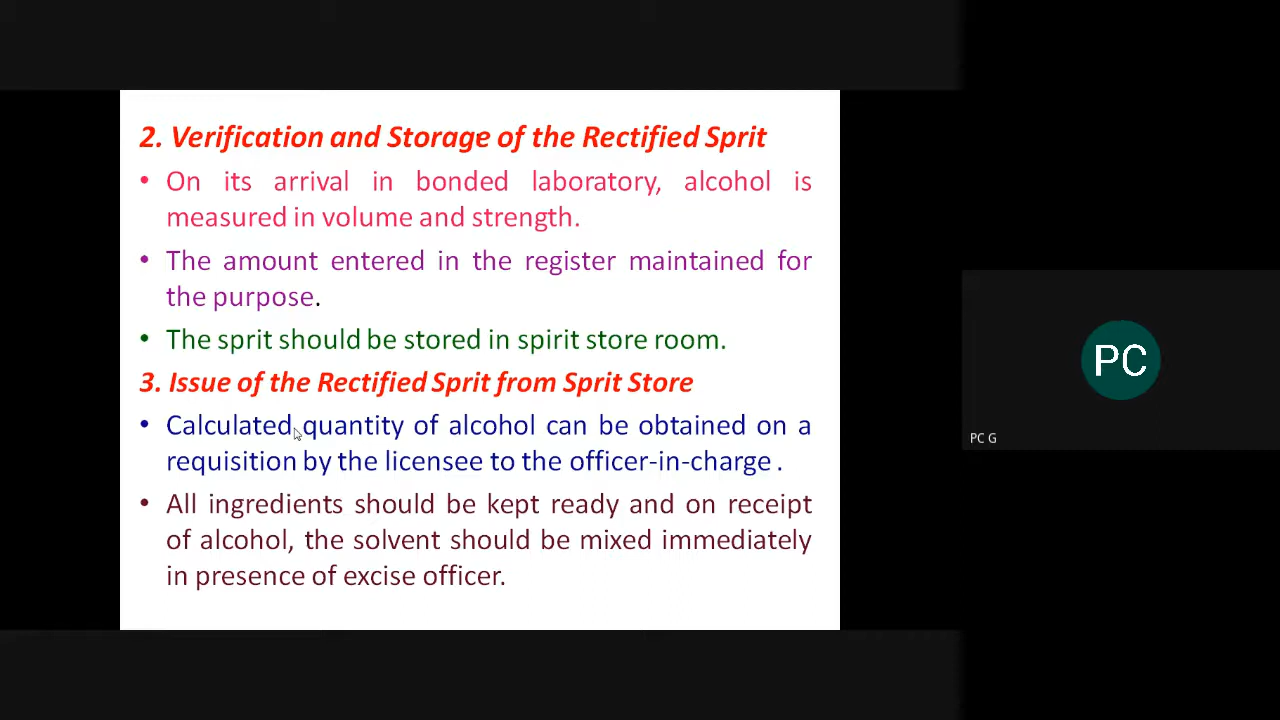 2. Verification and Storage of the Rectified Sprit
• On its arrival in bonded laboratory, alcohol is
measured in volume and strength.
• The amount entered in the register maintained for
the purpose.
• The sprit should be stored in spirit store room.
3. Issue of the Rectified Sprit from Sprit Store
• Calculated quantity of alcohol can be obtained on a
requisition by the licensee to the officer-in-charge .
• All ingredients should be kept ready and on receipt
of alcohol, the solvent should be mixed immediately
in presence of excise officer.
PC
PC G